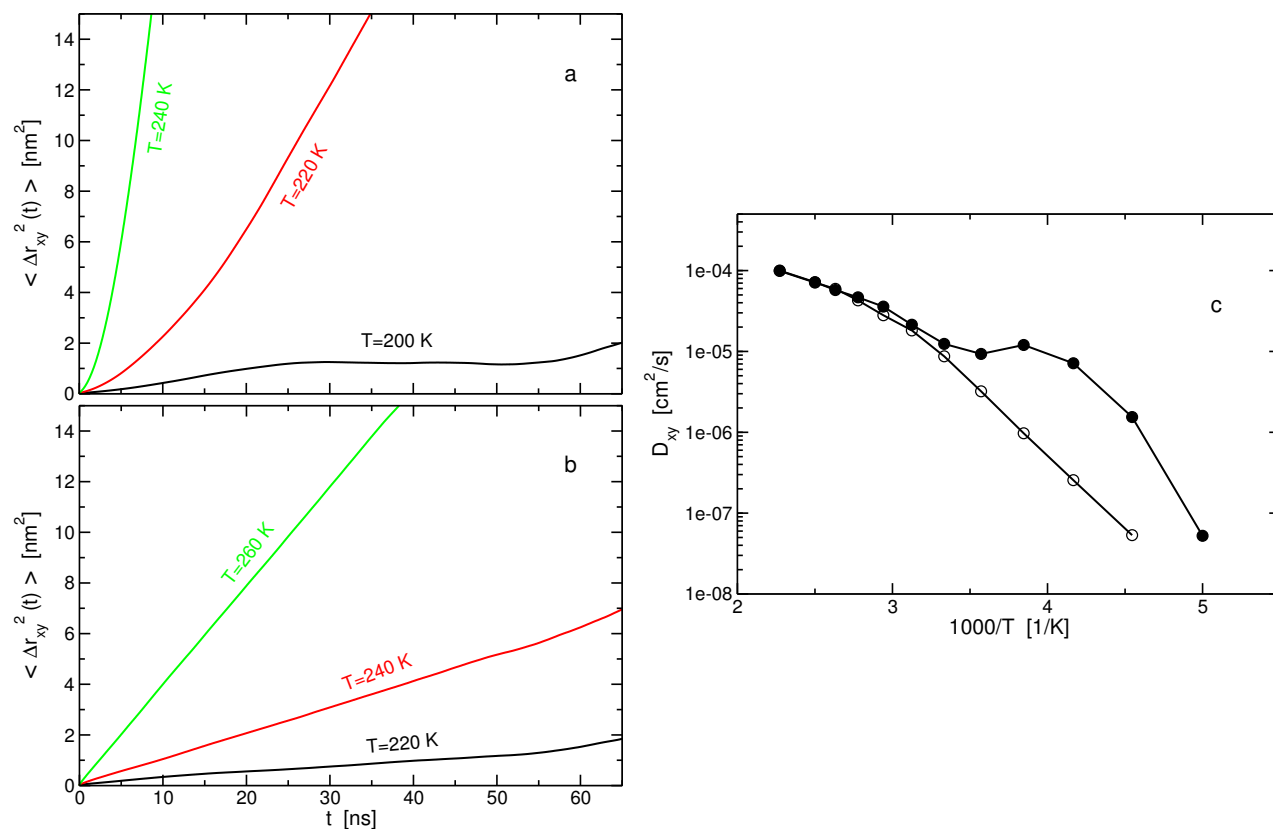 a
14
12
10
8
6
4
2
0
< Δr_xy^2 (t) > [nm^2]
T=240 K
T=220 K
T=200 K
b
14
12
10
8
6
4
2
0
< Δr_xy^2 (t) > [nm^2]
T=260 K
T=240 K
T=220 K
0 10 20 30 40 50 60
t [ns]
c
1e-04
1e-05
1e-06
1e-07
1e-08
D_xy [cm^2/s]
2 3 4 5
1000/T [1/K]